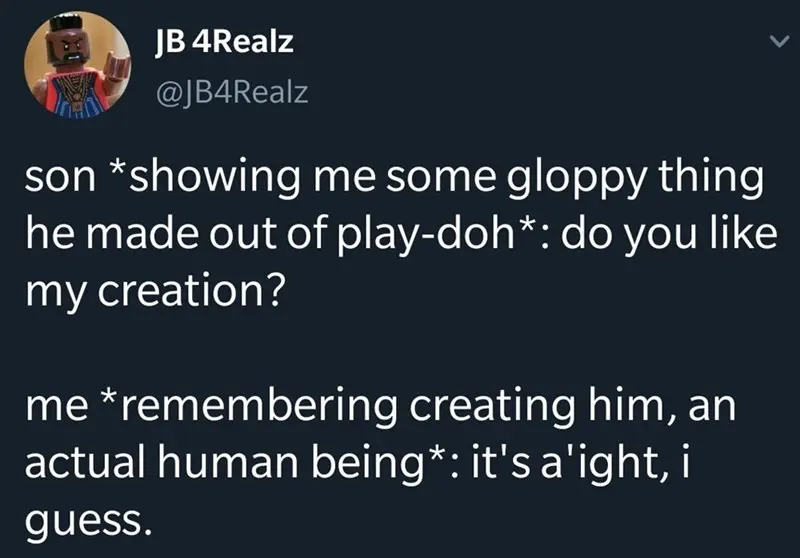 JB 4Realz
@JB4Realz
son *showing me some gloppy thing
he made out of play-doh*: do you like
my creation?
me *remembering creating him, an
actual human being*: it's a'ight, i
guess.